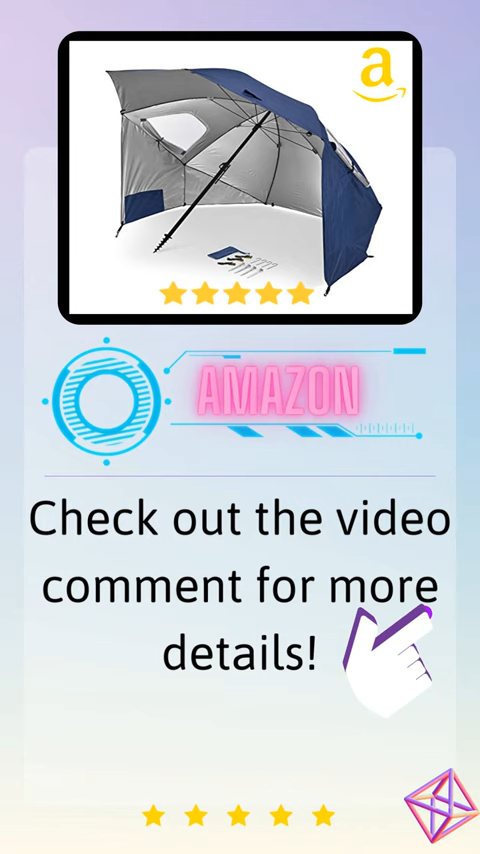 a
AMAZON
Check out the video
comment for more
details!